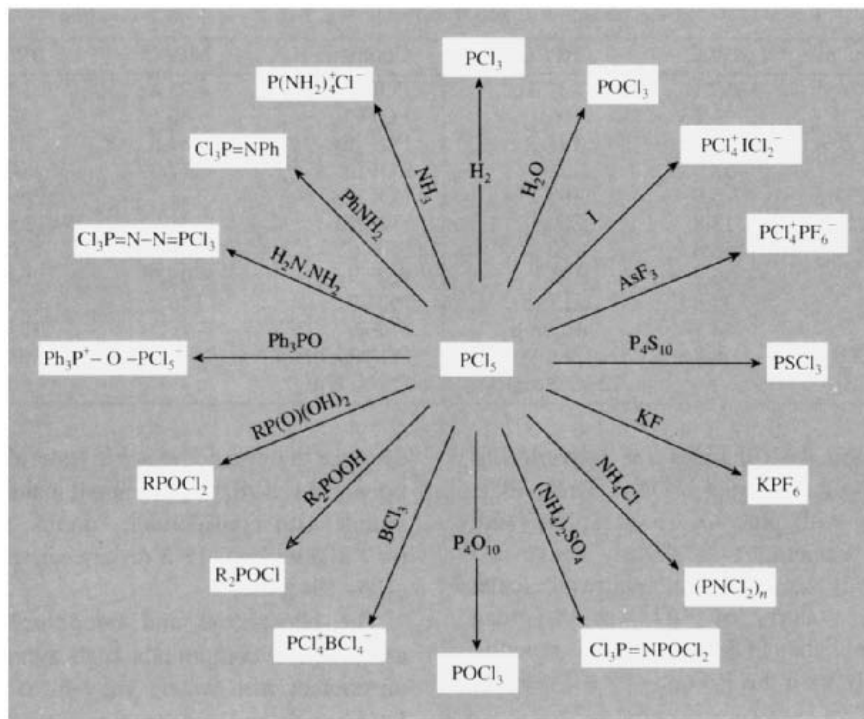 PCl₃
POCl₃
P(NH₂)₄⁺Cl⁻
PCl₄⁺ICl₂⁻
Cl₃P=NPh
NH₃
H₂
H₂O
I
PhNH₂
PCl₄⁺PF₆⁻
Cl₃P=N–N=PCl₃
H₂N.NH₂
AsF₃
Ph₃P⁺– O –PCl₅⁻
Ph₃PO
PCl₅
P₄S₁₀
PSCl₃
RP(O)(OH)₂
KF
RPOCl₂
R₂POOH
BCl₃
P₄O₁₀
(NH₄)₂SO₄
NH₄Cl
KPF₆
R₂POCl
(PNCl₂)ₙ
PCl₄⁺BCl₄⁻
POCl₃
Cl₃P=NPOCl₂